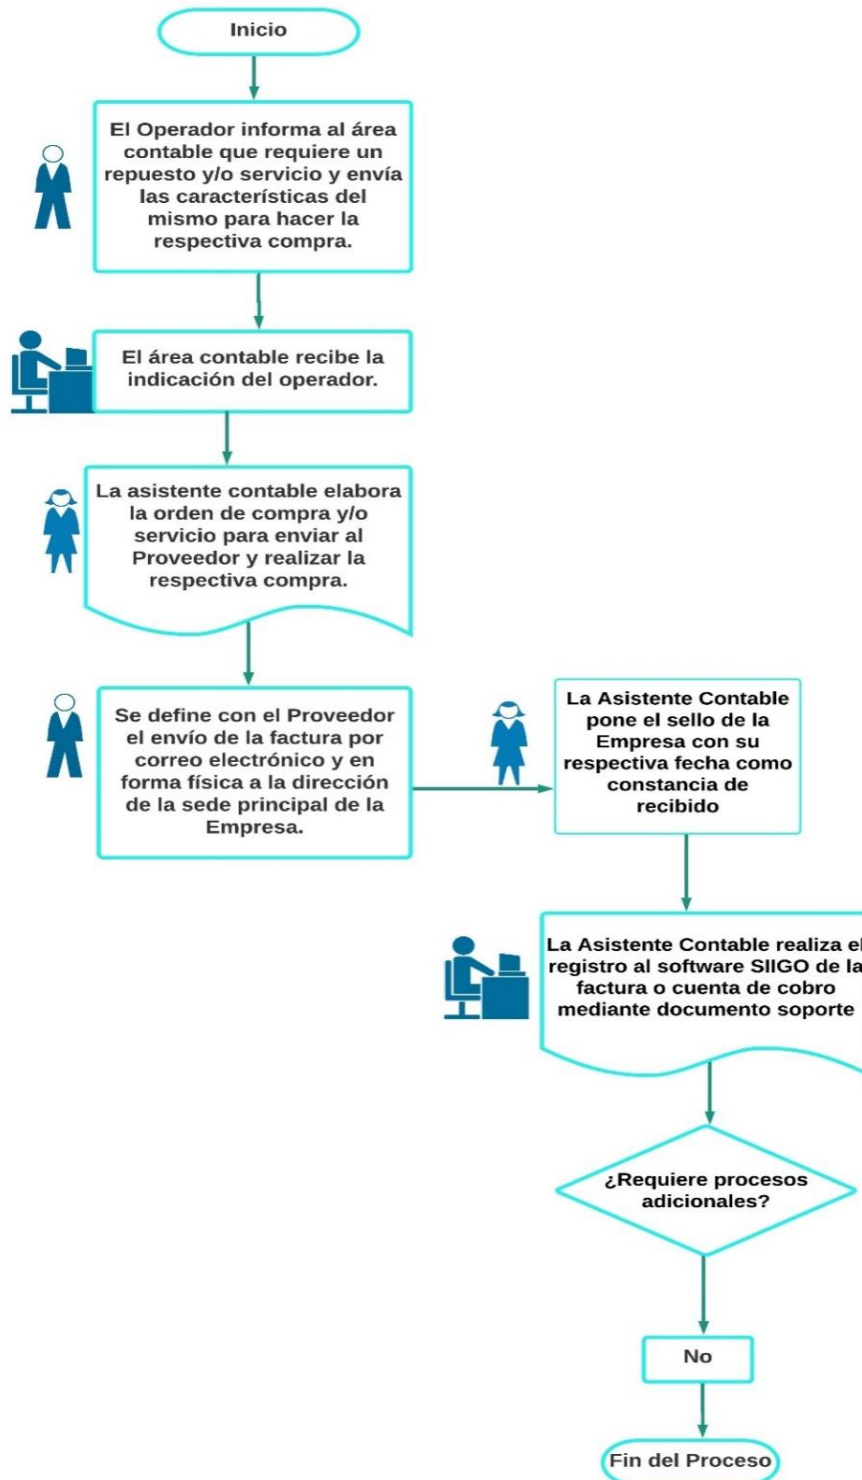 Inicio
El Operador informa al área
contable que requiere un
repuesto y/o servicio y envía
las características del
mismo para hacer la
respectiva compra.
El área contable recibe la
indicación del operador.
La asistente contable elabora
la orden de compra y/o
servicio para enviar al
Proveedor y realizar la
respectiva compra.
Se define con el Proveedor
el envío de la factura por
correo electrónico y en
forma física a la dirección
de la sede principal de la
Empresa.
La Asistente Contable
pone el sello de la
Empresa con su
respectiva fecha como
constancia de
recibido
La Asistente Contable realiza el
registro al software SIIGO de la
factura o cuenta de cobro
mediante documento soporte
¿Requiere procesos
adicionales?
No
Fin del Proceso